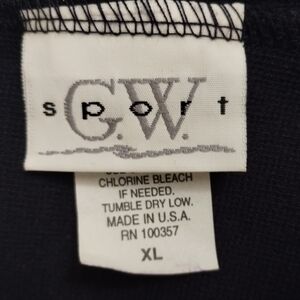 G.W.
sport
CHLORINE BLEACH
IF NEEDED.
TUMBLE DRY LOW.
MADE IN U.S.A.
RN 100357
XL